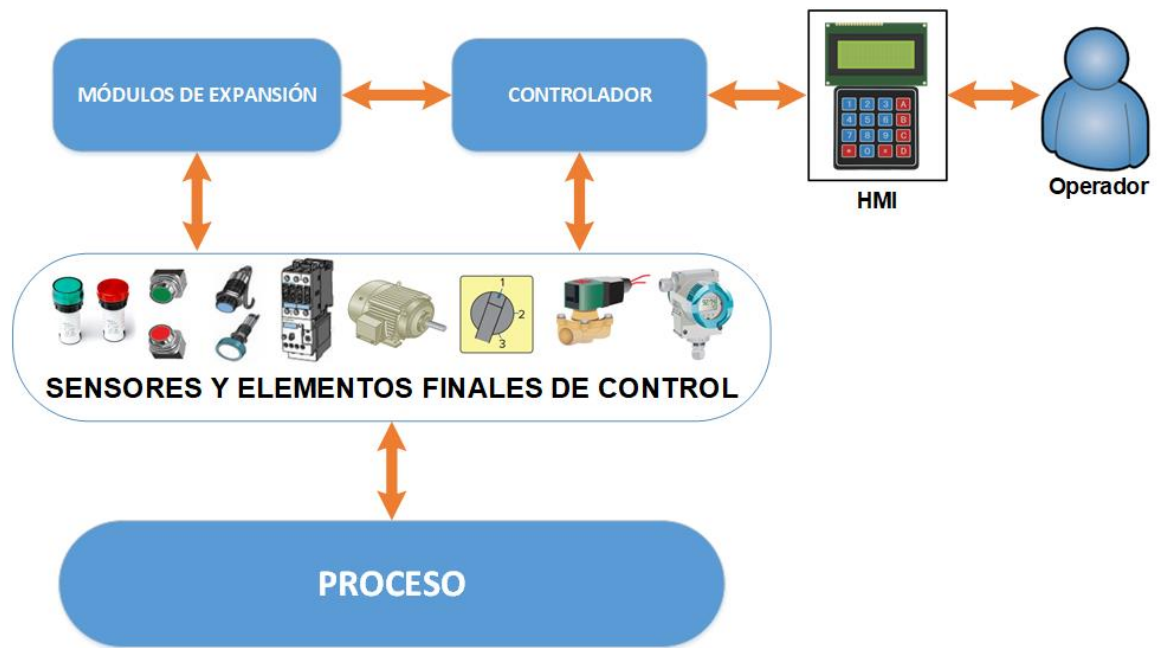 MÓDULOS DE EXPANSIÓN
CONTROLADOR
1 2 3 A
4 5 6 B
7 8 9 C
* 0 * D
HMI
Operador
1
2
3
SENSORES Y ELEMENTOS FINALES DE CONTROL
PROCESO